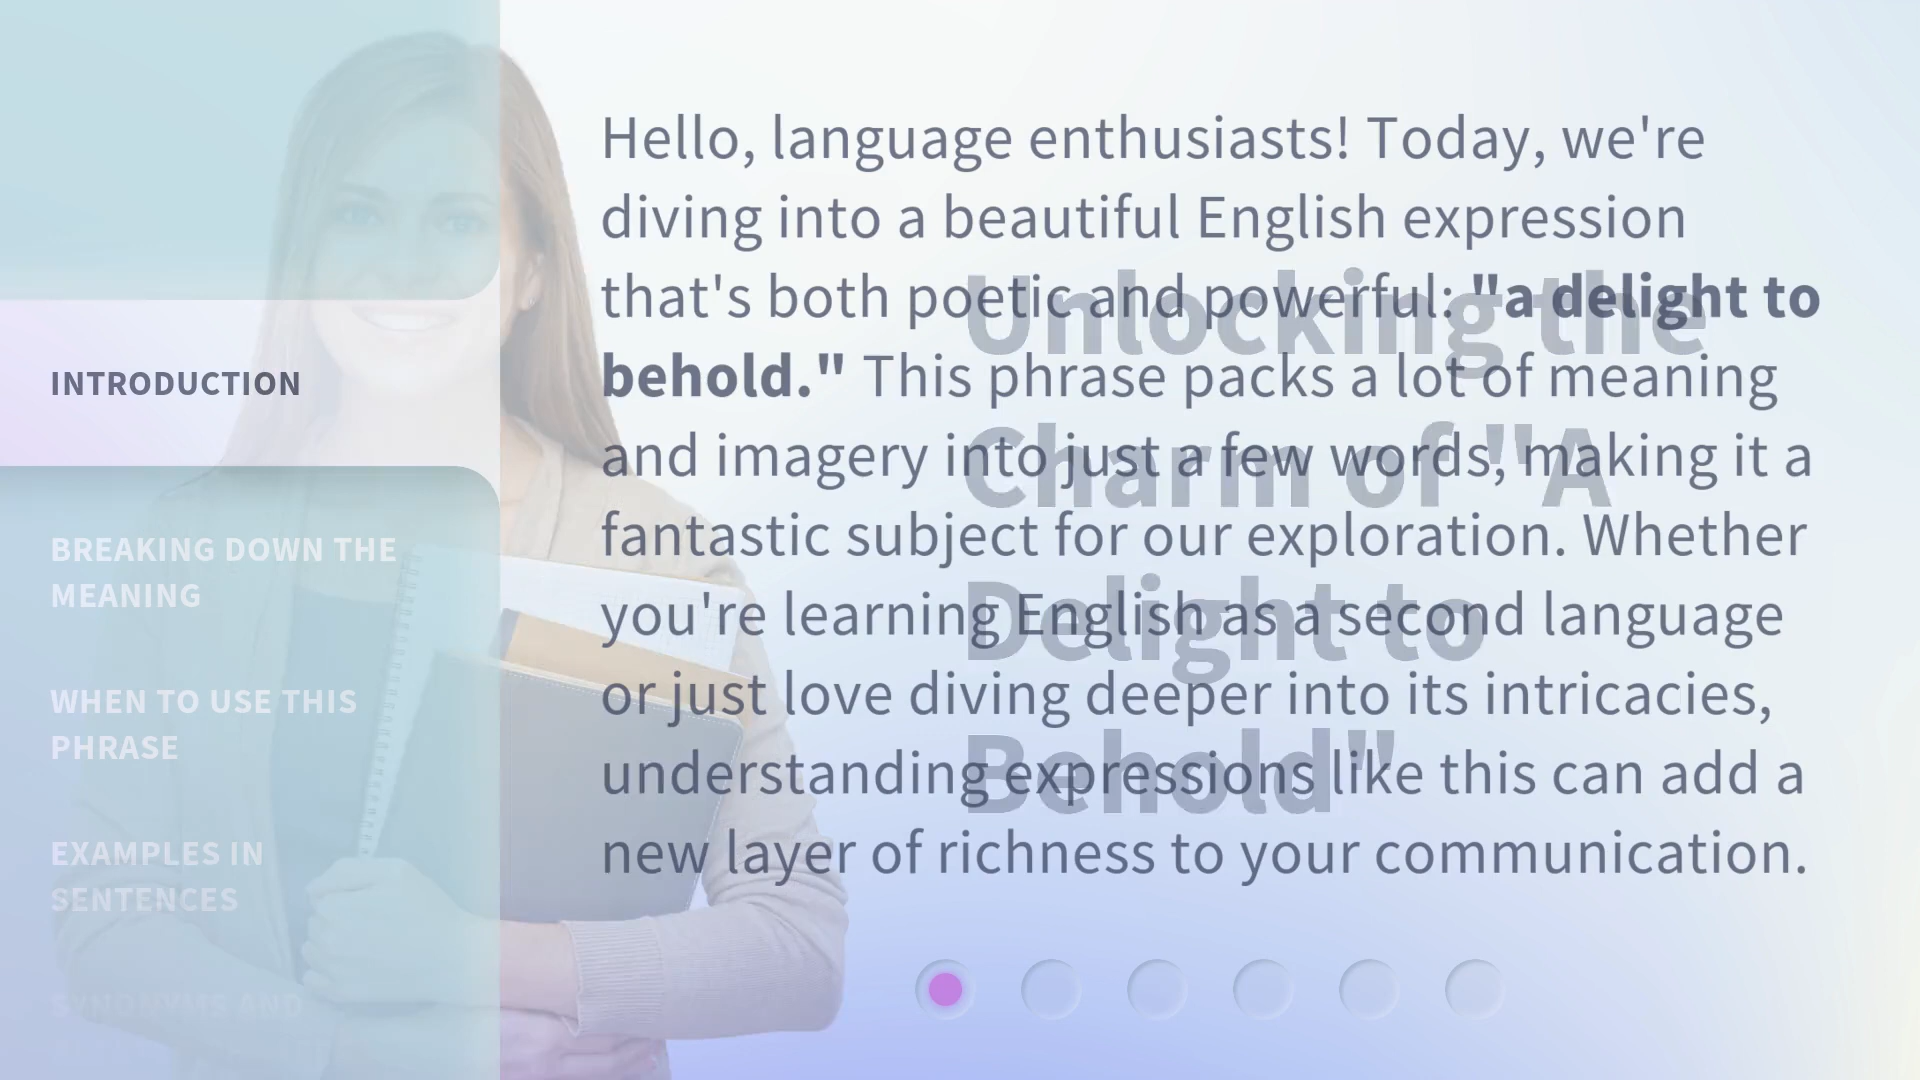 INTRODUCTION
BREAKING DOWN THE
MEANING
WHEN TO USE THIS
PHRASE
EXAMPLES IN
SENTENCES
SYNONYMS AND
Hello, language enthusiasts! Today, we're
diving into a beautiful English expression
that's both poetic and powerful: "a delight to
behold." This phrase packs a lot of meaning
and imagery into just a few words, making it a
fantastic subject for our exploration. Whether
you're learning English as a second language
or just love diving deeper into its intricacies,
understanding expressions like this can add a
new layer of richness to your communication.
Unlocking the
Charm of "A
Delight to
Behold"